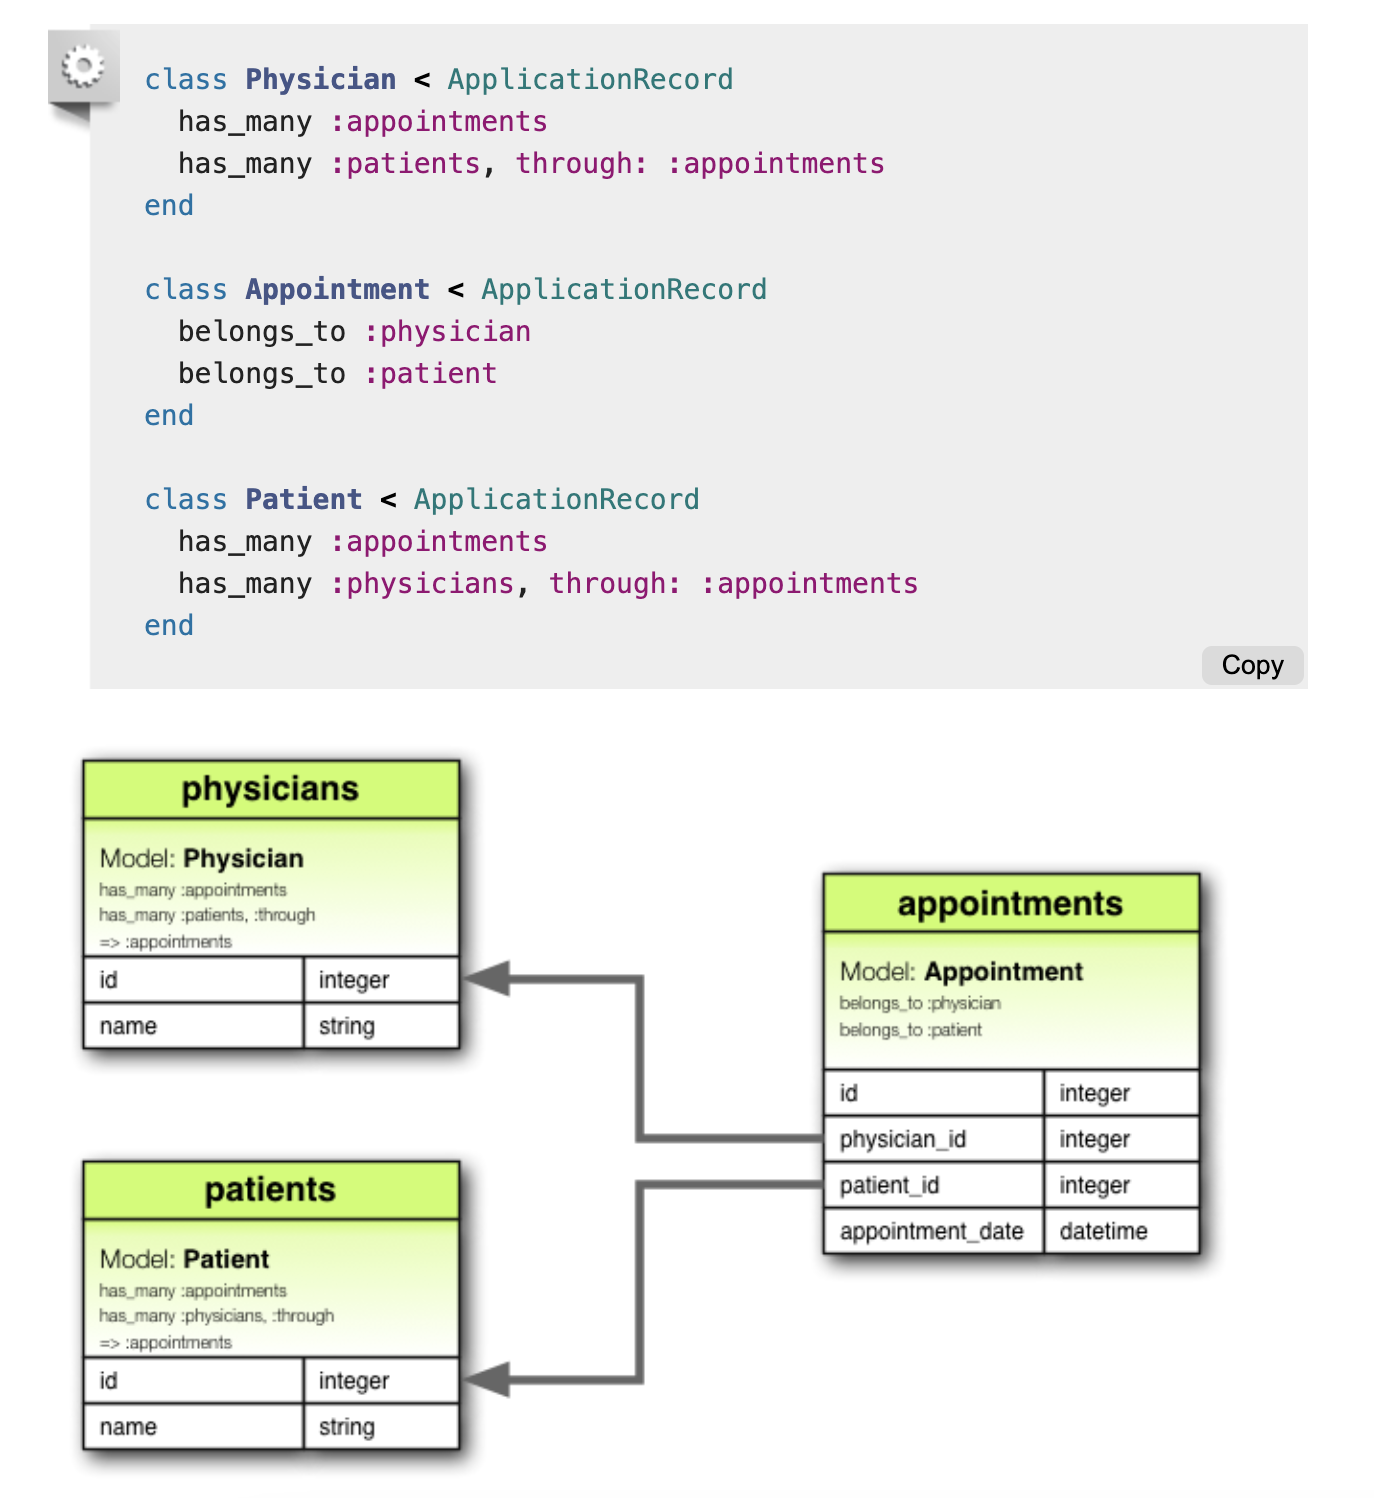 class Physician < ApplicationRecord
  has_many :appointments
  has_many :patients, through: :appointments
end

class Appointment < ApplicationRecord
  belongs_to :physician
  belongs_to :patient
end

class Patient < ApplicationRecord
  has_many :appointments
  has_many :physicians, through: :appointments
end
Copy
physicians
Model: Physician
has_many :appointments
has_many :patients, :through
=> :appointments
id integer
name string
appointments
Model: Appointment
belongs_to :physician
belongs_to :patient
id integer
physician_id integer
patient_id integer
appointment_date datetime
patients
Model: Patient
has_many :appointments
has_many :physicians, :through
=> :appointments
id integer
name string